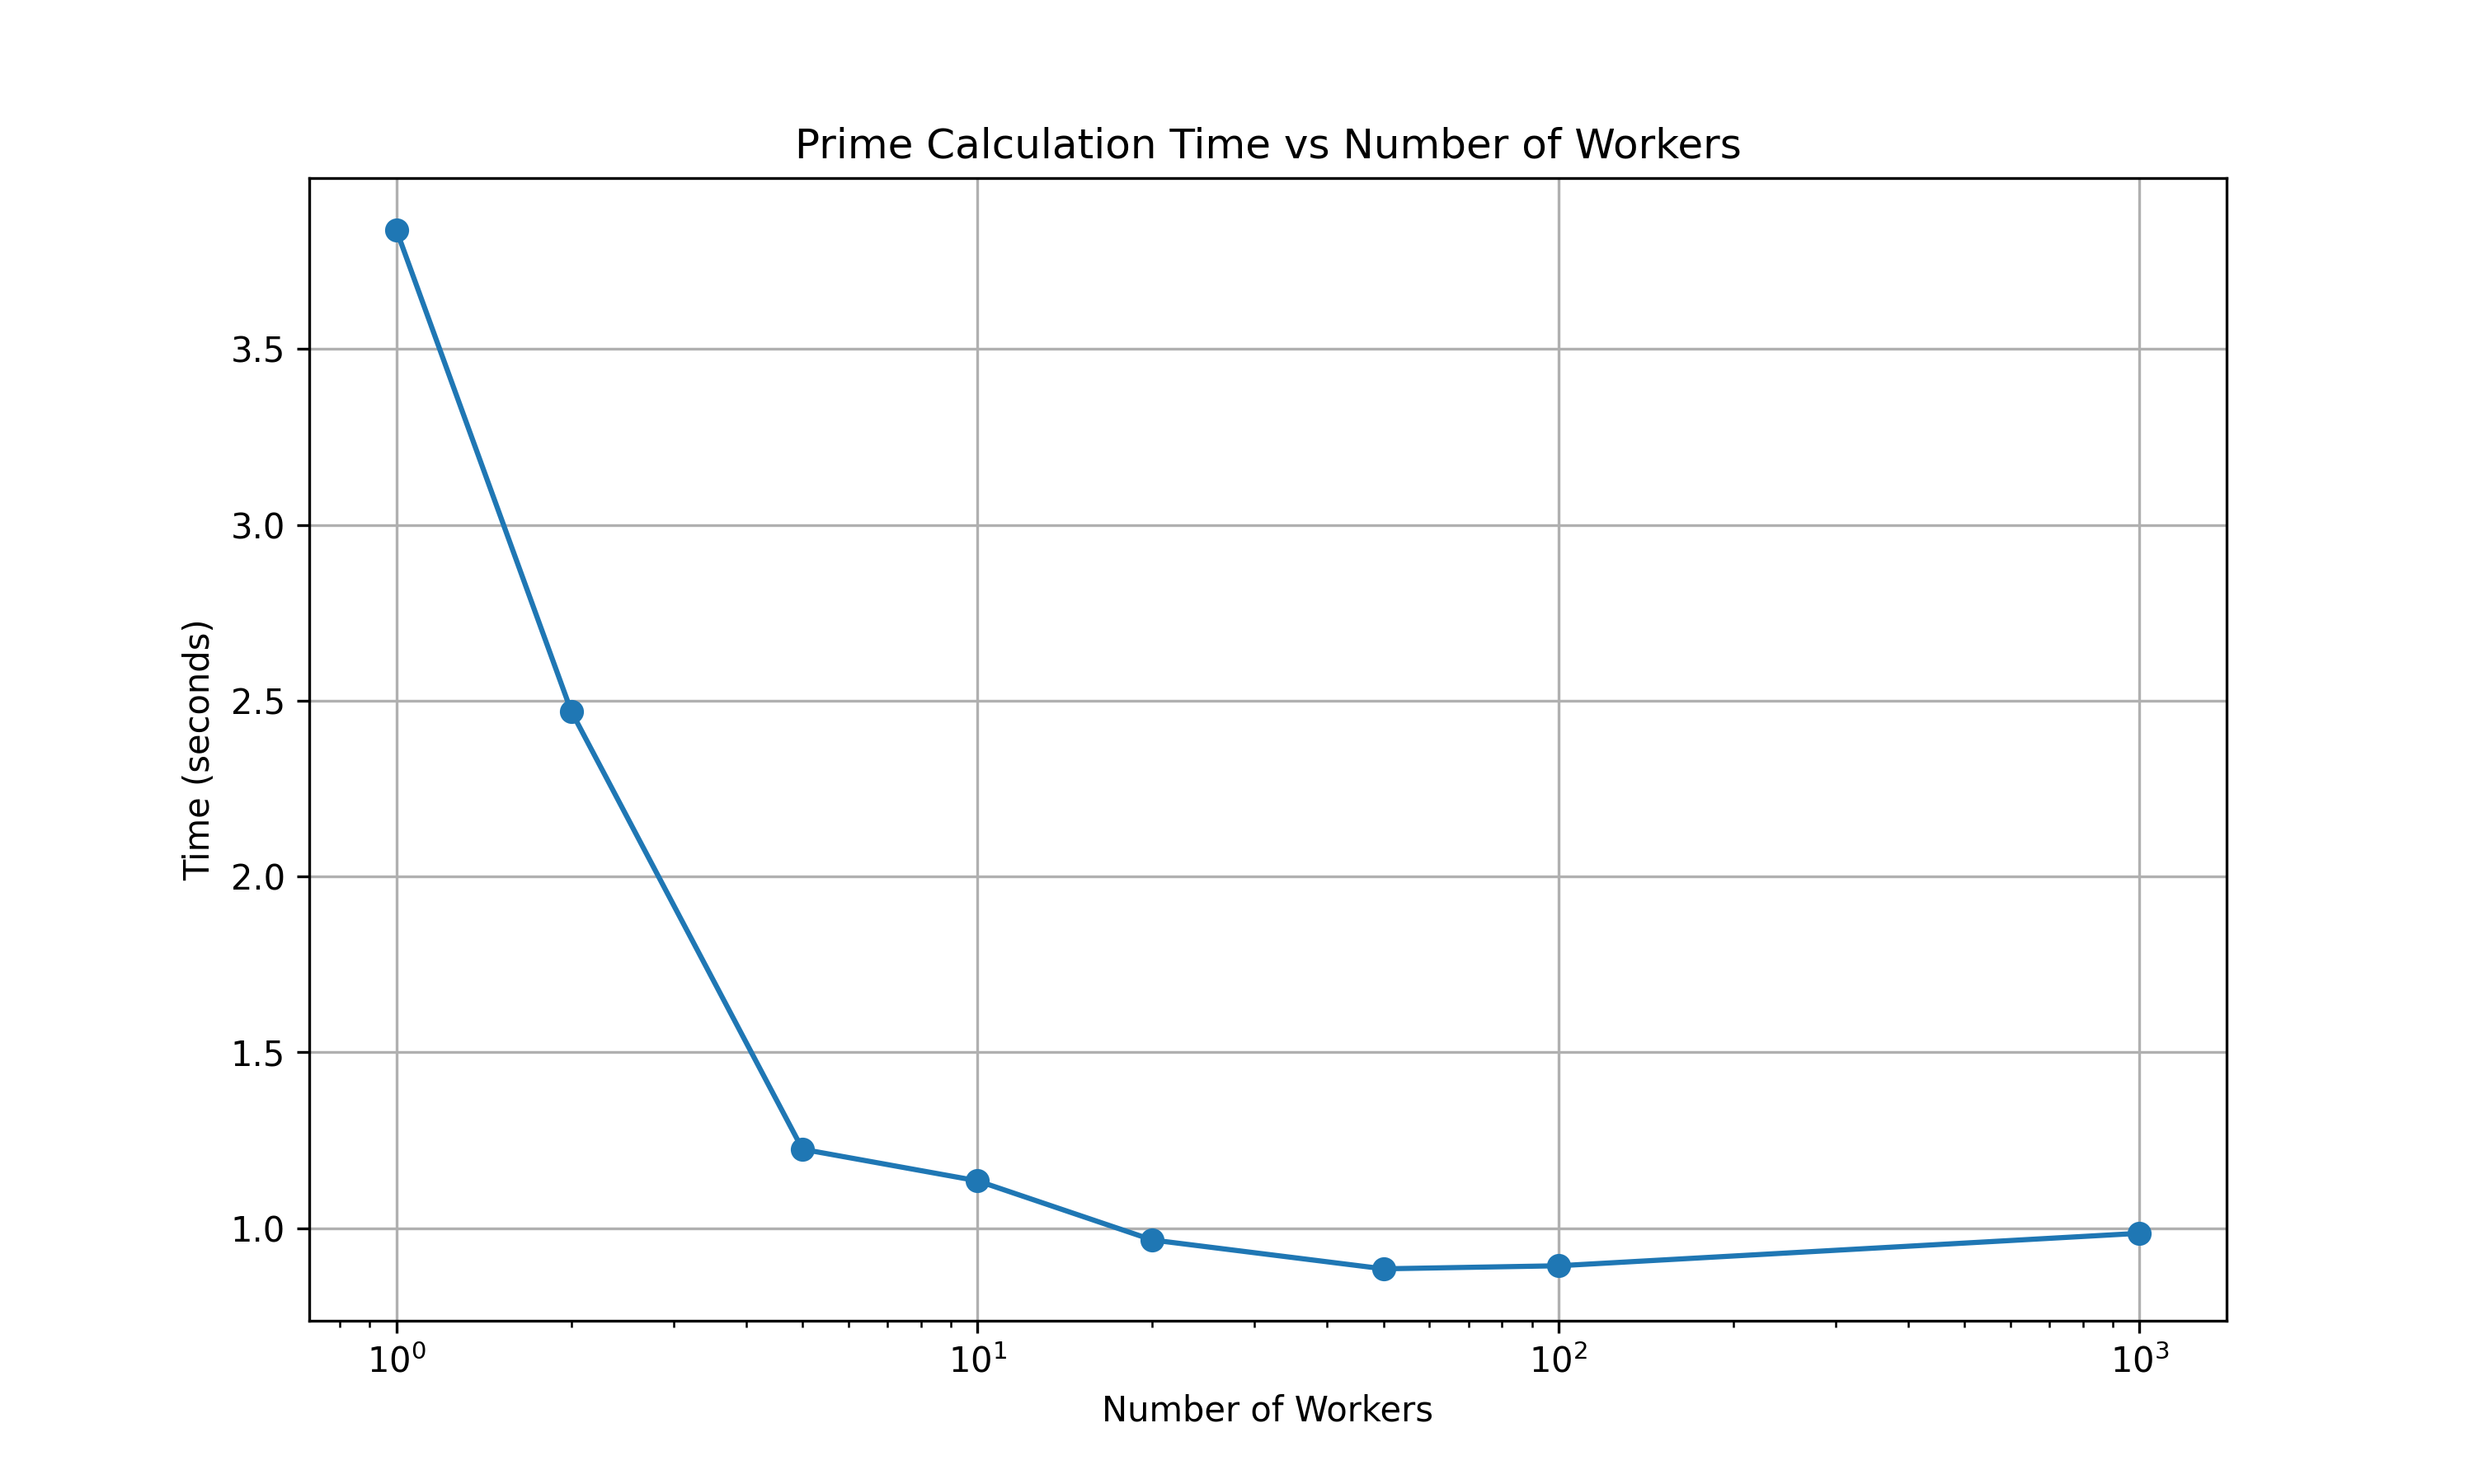 Prime Calculation Time vs Number of Workers
3.5
3.0
2.5
2.0
1.5
1.0
Time (seconds)
10⁰ 10¹ 10² 10³
Number of Workers